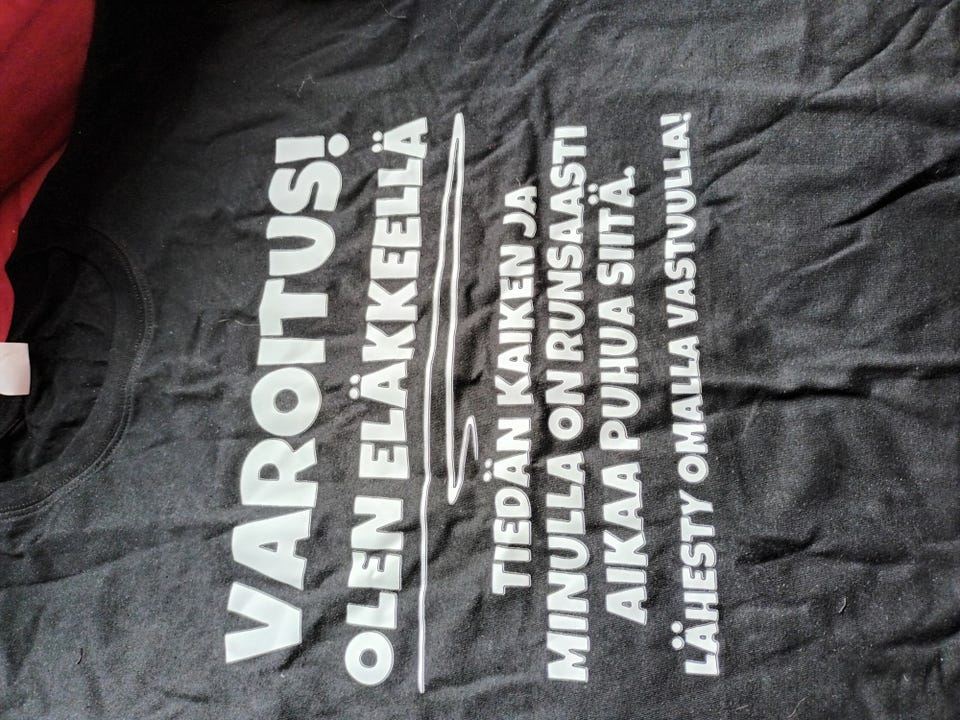 VAROITUS!
OLEN ELÄKKEELLÄ
TIEDÄN KAIKEN JA
MINULLA ON RUNSAASTI
AIKAA PUHUA SIITÄ.
LÄHESTY OMALLA VASTUULLA!